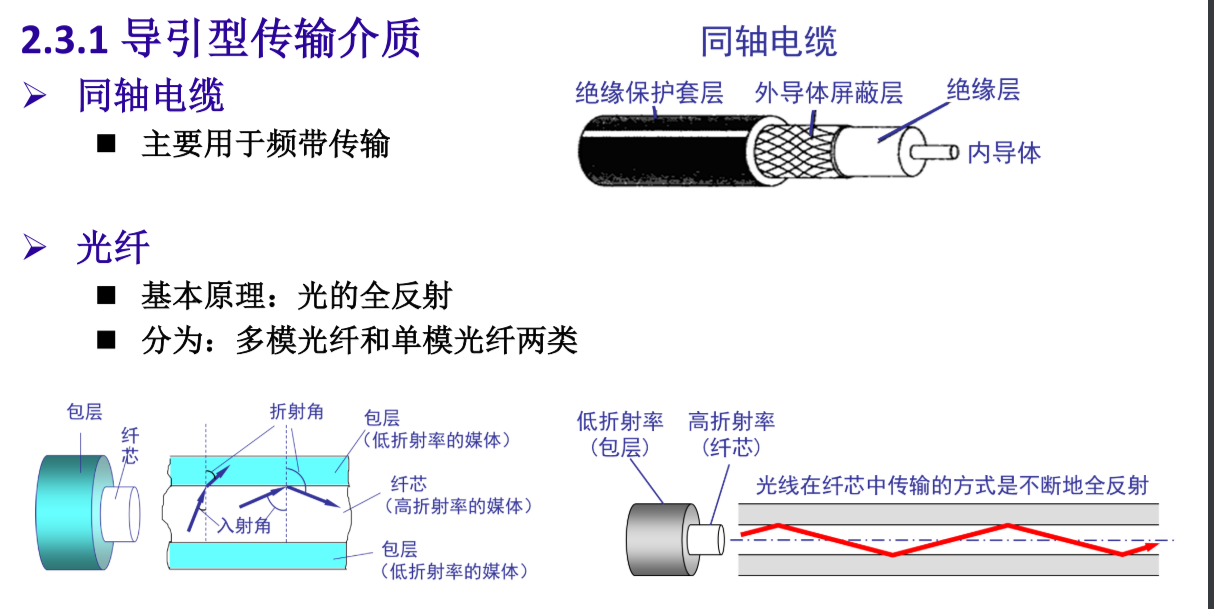 2.3.1 导引型传输介质
➢ 同轴电缆
■ 主要用于频带传输
同轴电缆
绝缘保护套层 外导体屏蔽层 绝缘层
内导体
➢ 光纤
■ 基本原理：光的全反射
■ 分为：多模光纤和单模光纤两类
包层
纤
芯
折射角
包层
（低折射率的媒体）
纤芯
（高折射率的媒体）
入射角
包层
（低折射率的媒体）
低折射率 高折射率
（包层） （纤芯）
光线在纤芯中传输的方式是不断地全反射